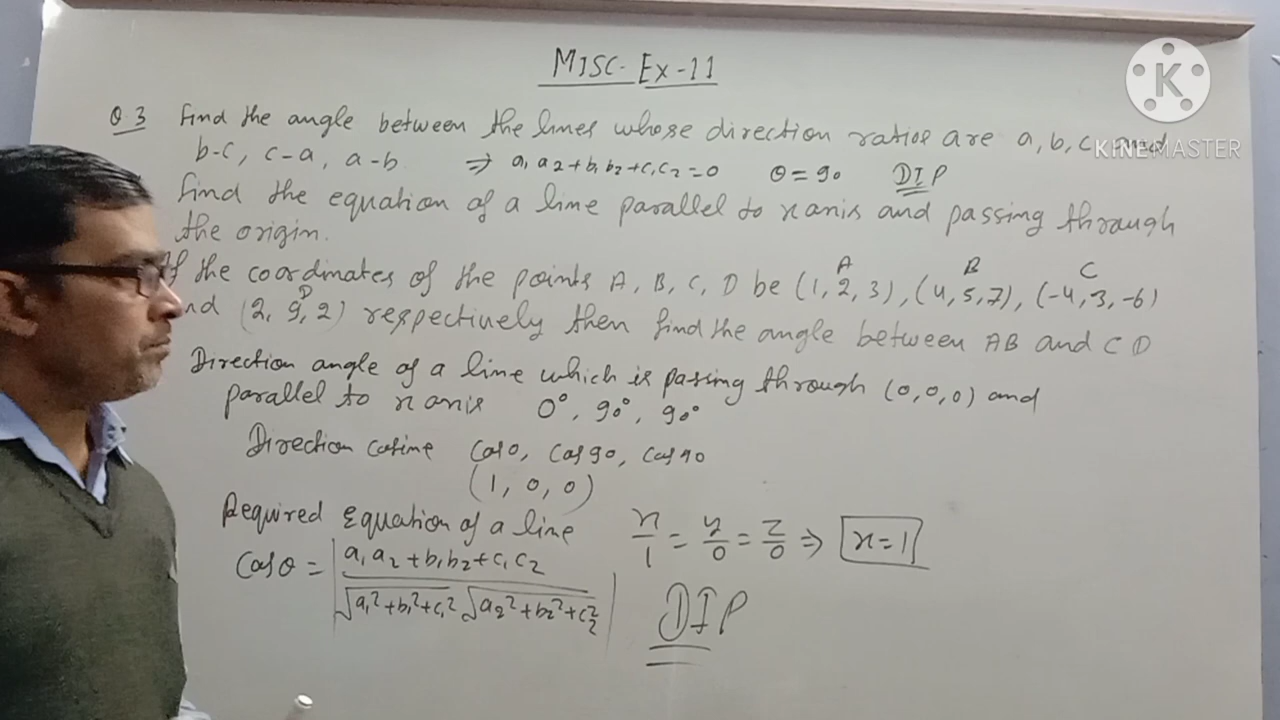 MISC- Ex-11
K
KINEMASTER
Q.3 Find the angle between the lines whose direction ratios are a, b, c and
b-c, c-a, a-b ⇒ a₁a₂+b₁b₂+c₁c₂=0 θ=90 DIP
Find the equation of a line parallel to x axis and passing through
the origin.
A B C
If the coordinates of the points A, B, C, D be (1, 2, 3), (4, 5, 7), (-4, 3, -6)
D
nd (2, 9, 2) respectively then find the angle between AB and CD
Direction angle of a line which is passing through (0, 0, 0) and
parallel to x axis 0°, 90°, 90°
Direction cosine Cos0, Cos90, Cos90
(1, 0, 0)
Required Equation of a line x/1 = y/0 = z/0 ⇒ x=1
Cosθ = |(a₁a₂+b₁b₂+c₁c₂)/(√(a₁²+b₁²+c₁²) √(a₂²+b₂²+c₂²))|
DIP